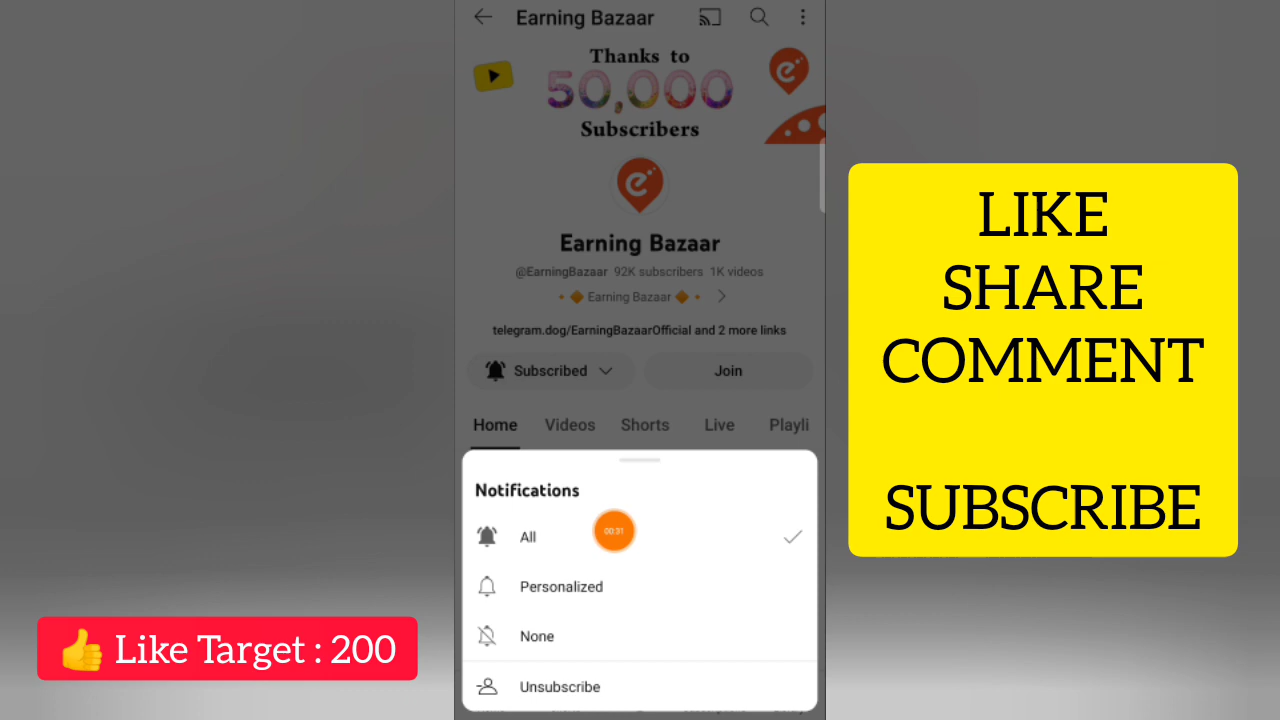 Earning Bazaar
Thanks to
50,000
Subscribers
Earning Bazaar
@EarningBazaar 92K subscribers 1K videos
🔸 🔶 Earning Bazaar 🔶 🔸
telegram.dog/EarningBazaarOfficial and 2 more links
Subscribed
Join
Home Videos Shorts Live Playli
Notifications
All
00:31
Personalized
None
Unsubscribe
LIKE
SHARE
COMMENT
SUBSCRIBE
👍 Like Target : 200